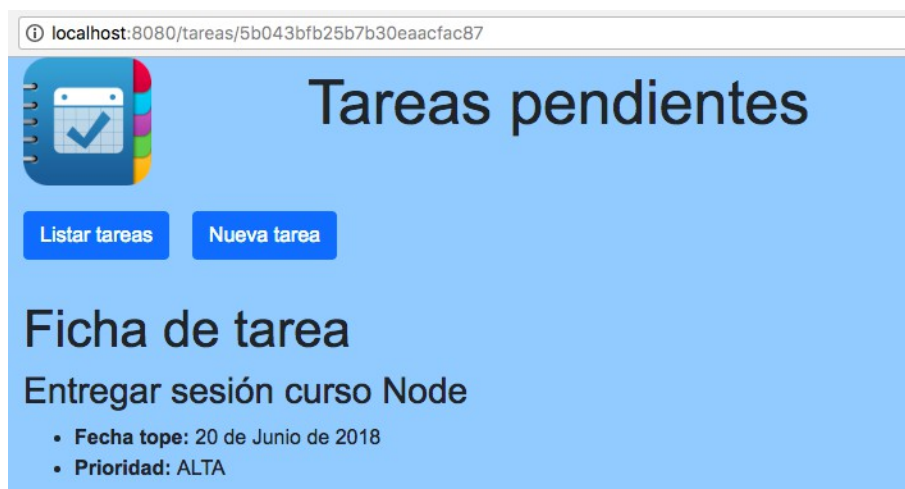 localhost:8080/tareas/5b043bfb25b7b30eaacfac87
Tareas pendientes
Listar tareas Nueva tarea
Ficha de tarea
Entregar sesión curso Node
Fecha tope: 20 de Junio de 2018
Prioridad: ALTA